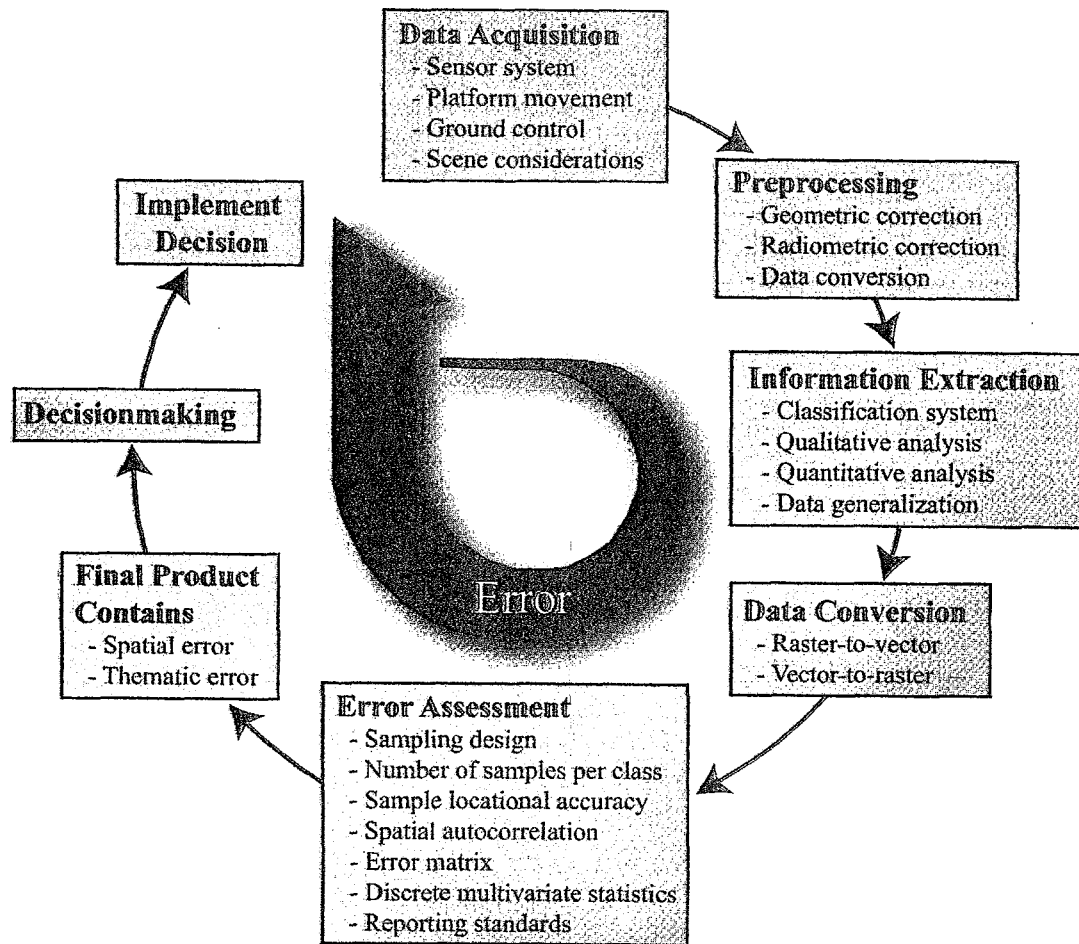 Data Acquisition
- Sensor system
- Platform movement
- Ground control
- Scene considerations
Preprocessing
- Geometric correction
- Radiometric correction
- Data conversion
Information Extraction
- Classification system
- Qualitative analysis
- Quantitative analysis
- Data generalization
Data Conversion
- Raster-to-vector
- Vector-to-raster
Error Assessment
- Sampling design
- Number of samples per class
- Sample locational accuracy
- Spatial autocorrelation
- Error matrix
- Discrete multivariate statistics
- Reporting standards
Final Product
Contains
- Spatial error
- Thematic error
Decisionmaking
Implement
Decision
Error